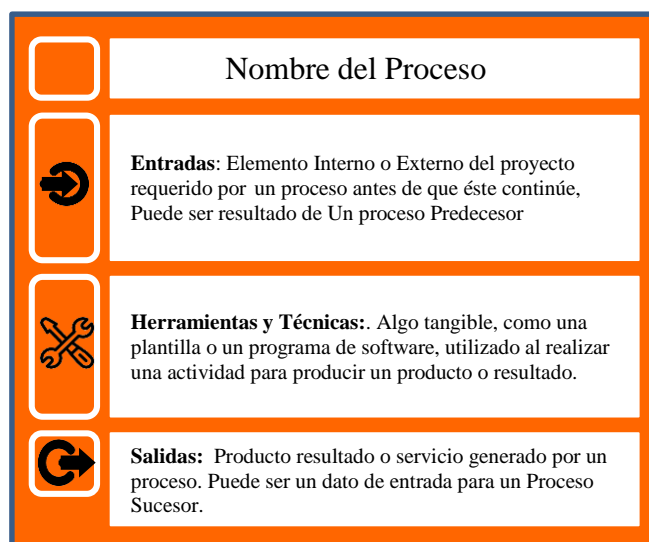 Nombre del Proceso
Entradas: Elemento Interno o Externo del proyecto
requerido por un proceso antes de que éste continúe,
Puede ser resultado de Un proceso Predecesor
Herramientas y Técnicas:. Algo tangible, como una
plantilla o un programa de software, utilizado al realizar
una actividad para producir un producto o resultado.
Salidas: Producto resultado o servicio generado por un
proceso. Puede ser un dato de entrada para un Proceso
Sucesor.